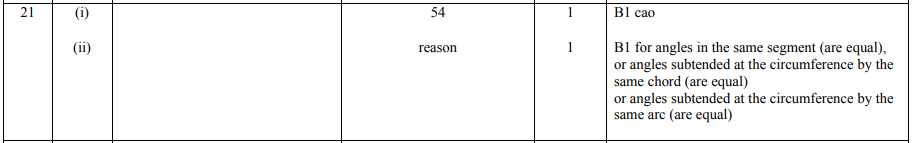 21 (i) 54 1 B1 cao
(ii) reason 1 B1 for angles in the same segment (are equal),
or angles subtended at the circumference by the
same chord (are equal)
or angles subtended at the circumference by the
same arc (are equal)